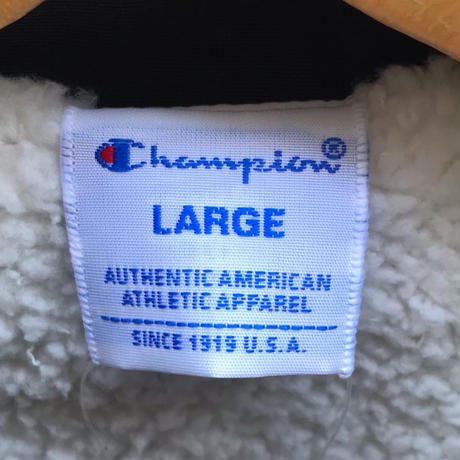 Champion®
LARGE
AUTHENTIC AMERICAN
ATHLETIC APPAREL
SINCE 1919 U.S.A.